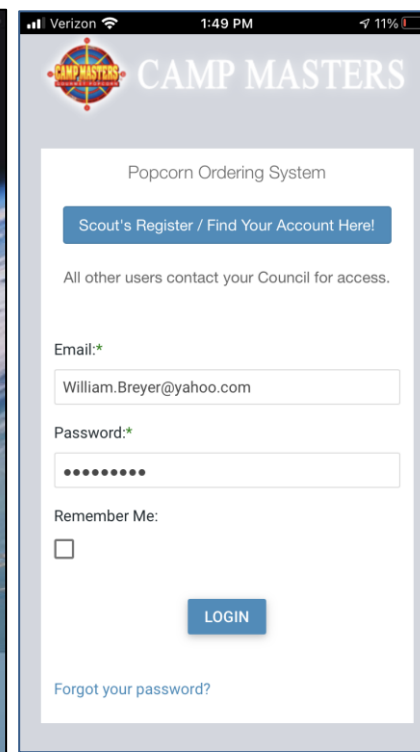 Verizon 1:49 PM 11%
CAMP MASTERS
CAMP MASTERS
Popcorn Ordering System
Scout's Register / Find Your Account Here!
All other users contact your Council for access.
Email:*
William.Breyer@yahoo.com
Password:*
•••••••••
Remember Me:
LOGIN
Forgot your password?